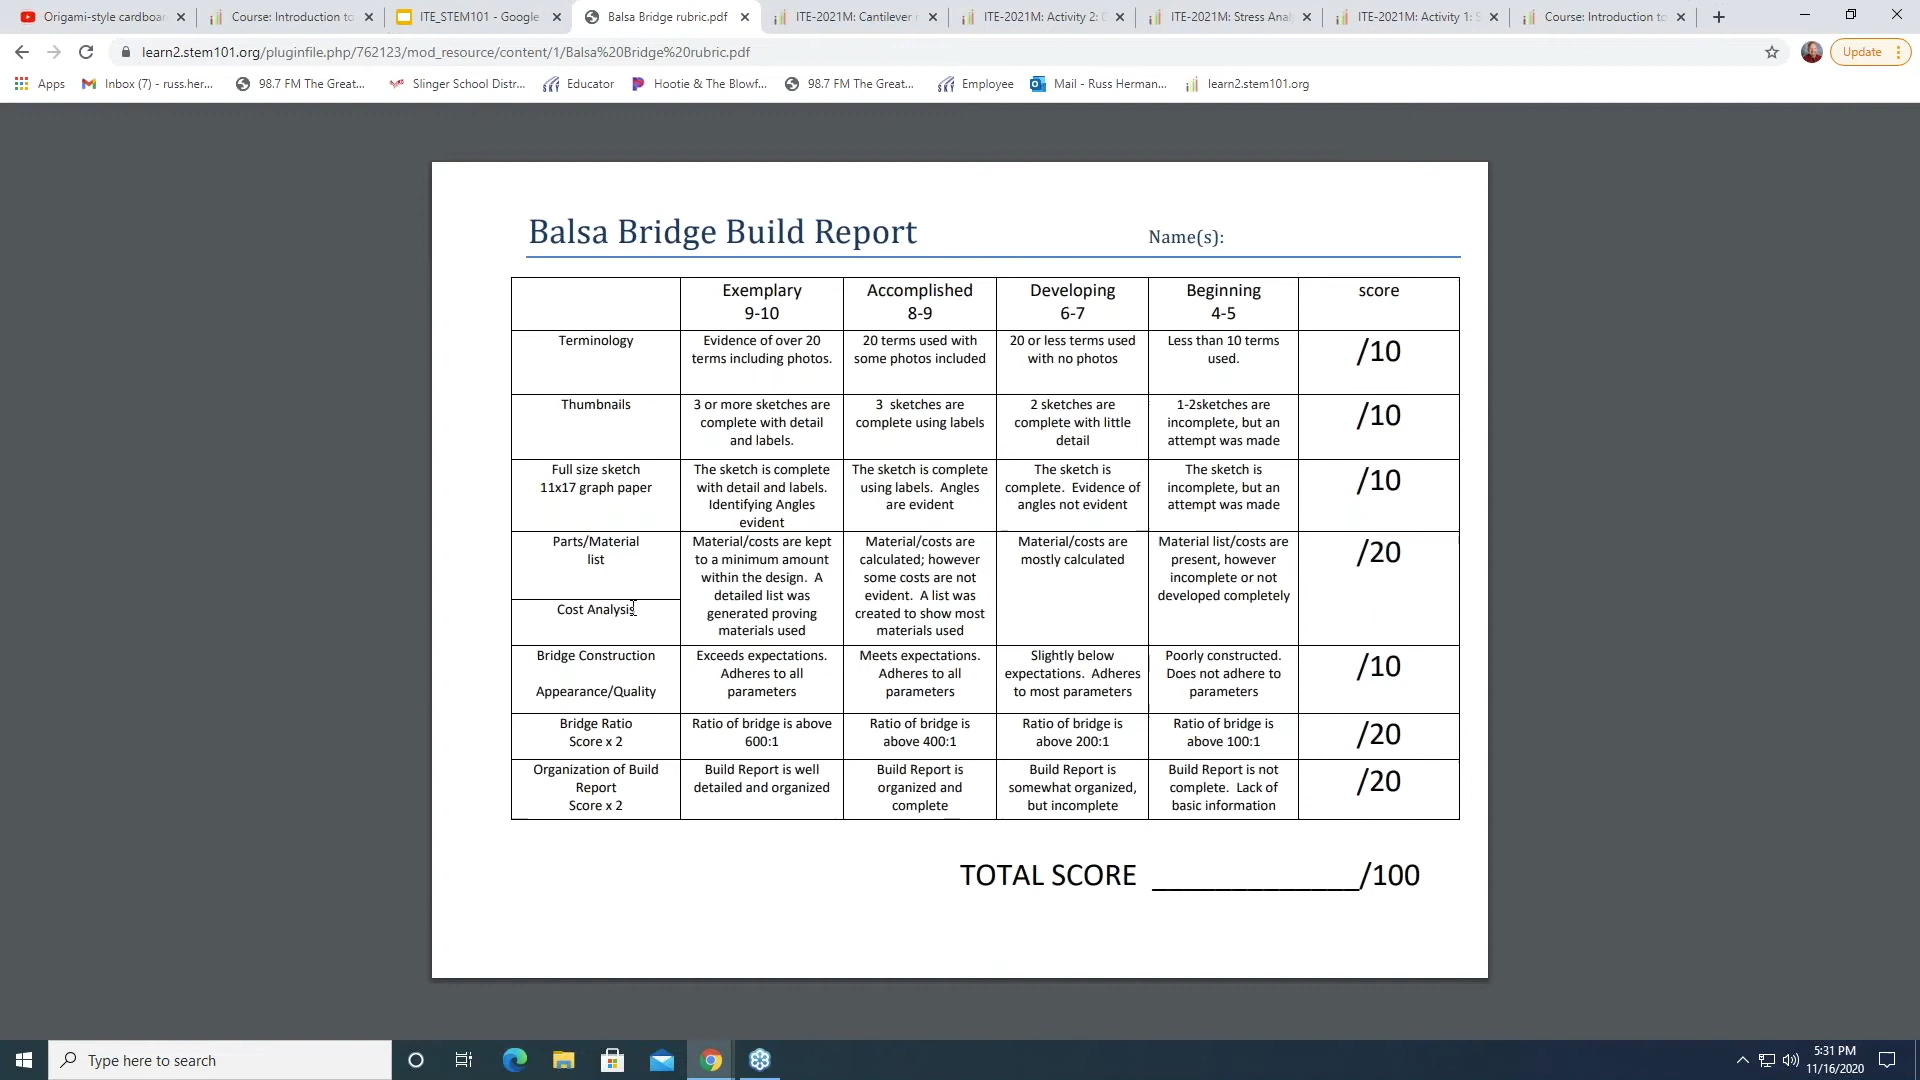 Origami-style cardboar
Course: Introduction to
ITE_STEM101 - Google
Balsa Bridge rubric.pdf
ITE-2021M: Cantilever
ITE-2021M: Activity 2:
ITE-2021M: Stress Anal
ITE-2021M: Activity 1: S
Course: Introduction to
learn2.stem101.org/pluginfile.php/762123/mod_resource/content/1/Balsa%20Bridge%20rubric.pdf
Update
Apps
Inbox (7) - russ.her...
98.7 FM The Great...
Slinger School Distr...
Educator
Hootie & The Blowf...
98.7 FM The Great...
Employee
Mail - Russ Herman...
learn2.stem101.org
Balsa Bridge Build Report
Name(s):
Exemplary
9-10
Accomplished
8-9
Developing
6-7
Beginning
4-5
score
Terminology
Evidence of over 20
terms including photos.
20 terms used with
some photos included
20 or less terms used
with no photos
Less than 10 terms
used.
/10
Thumbnails
3 or more sketches are
complete with detail
and labels.
3 sketches are
complete using labels
2 sketches are
complete with little
detail
1-2sketches are
incomplete, but an
attempt was made
/10
Full size sketch
11x17 graph paper
The sketch is complete
with detail and labels.
Identifying Angles
evident
The sketch is complete
using labels. Angles
are evident
The sketch is
complete. Evidence of
angles not evident
The sketch is
incomplete, but an
attempt was made
/10
Parts/Material
list
Cost Analysis
Material/costs are kept
to a minimum amount
within the design. A
detailed list was
generated proving
materials used
Material/costs are
calculated; however
some costs are not
evident. A list was
created to show most
materials used
Material/costs are
mostly calculated
Material list/costs are
present, however
incomplete or not
developed completely
/20
Bridge Construction
Appearance/Quality
Exceeds expectations.
Adheres to all
parameters
Meets expectations.
Adheres to all
parameters
Slightly below
expectations. Adheres
to most parameters
Poorly constructed.
Does not adhere to
parameters
/10
Bridge Ratio
Score x 2
Ratio of bridge is above
600:1
Ratio of bridge is
above 400:1
Ratio of bridge is
above 200:1
Ratio of bridge is
above 100:1
/20
Organization of Build
Report
Score x 2
Build Report is well
detailed and organized
Build Report is
organized and
complete
Build Report is
somewhat organized,
but incomplete
Build Report is not
complete. Lack of
basic information
/20
TOTAL SCORE ______________/100
Type here to search
5:31 PM
11/16/2020